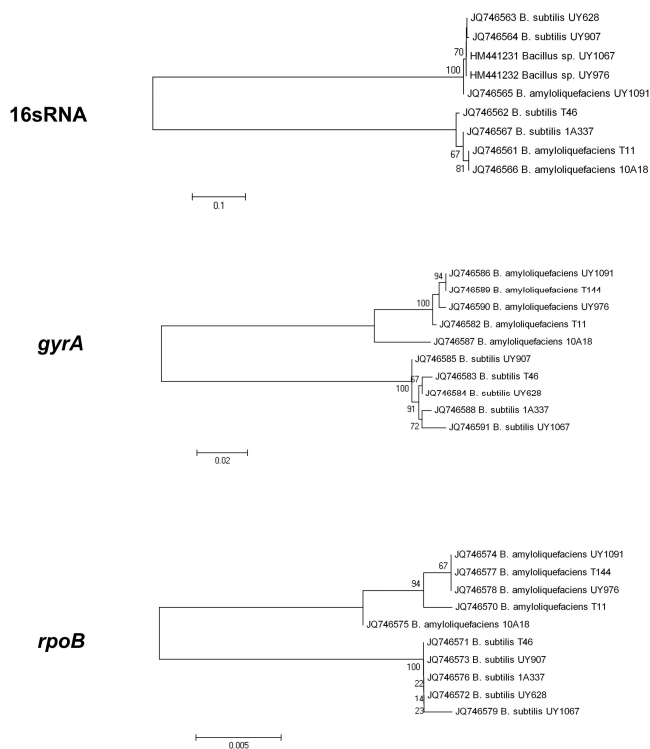 JQ746563 B. subtilis UY628
JQ746564 B. subtilis UY907
70
HM441231 Bacillus sp. UY1067
100
HM441232 Bacillus sp. UY976
JQ746565 B. amyloliquefaciens UY1091
16sRNA
JQ746562 B. subtilis T46
JQ746567 B. subtilis 1A337
67
JQ746561 B. amyloliquefaciens T11
81
JQ746566 B. amyloliquefaciens 10A18
0.1
94
JQ746586 B. amyloliquefaciens UY1091
JQ746589 B. amyloliquefaciens T144
100
JQ746590 B. amyloliquefaciens UY976
JQ746582 B. amyloliquefaciens T11
gyrA
JQ746587 B. amyloliquefaciens 10A18
JQ746585 B. subtilis UY907
67
JQ746583 B. subtilis T46
100
JQ746584 B. subtilis UY628
91
JQ746588 B. subtilis 1A337
72
JQ746591 B. subtilis UY1067
0.02
JQ746574 B. amyloliquefaciens UY1091
67
JQ746577 B. amyloliquefaciens T144
94
JQ746578 B. amyloliquefaciens UY976
JQ746570 B. amyloliquefaciens T11
JQ746575 B. amyloliquefaciens 10A18
rpoB
JQ746571 B. subtilis T46
100
JQ746573 B. subtilis UY907
JQ746576 B. subtilis 1A337
22
JQ746572 B. subtilis UY628
14
23
JQ746579 B. subtilis UY1067
0.005